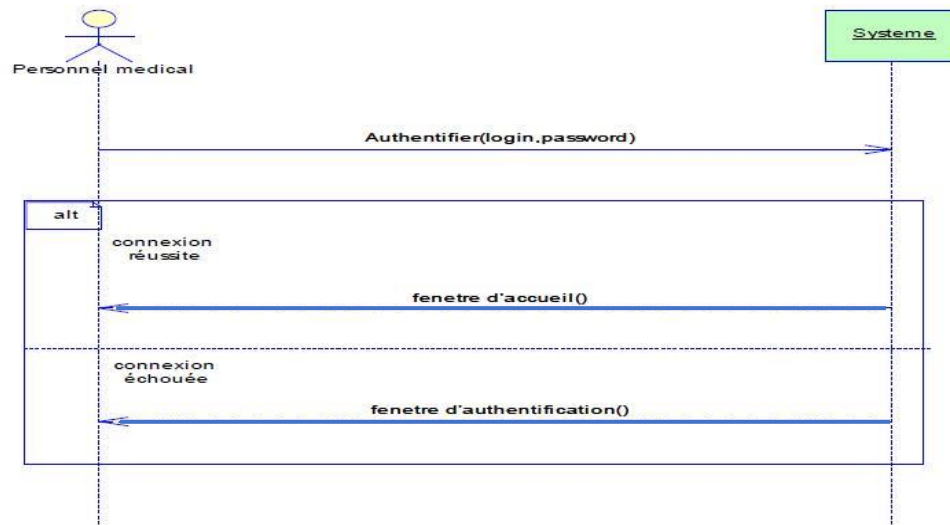 Systeme
Personnel medical
Authentifier(login,password)
alt
connexion
réussite
fenetre d'accueil()
connexion
échouée
fenetre d'authentification()